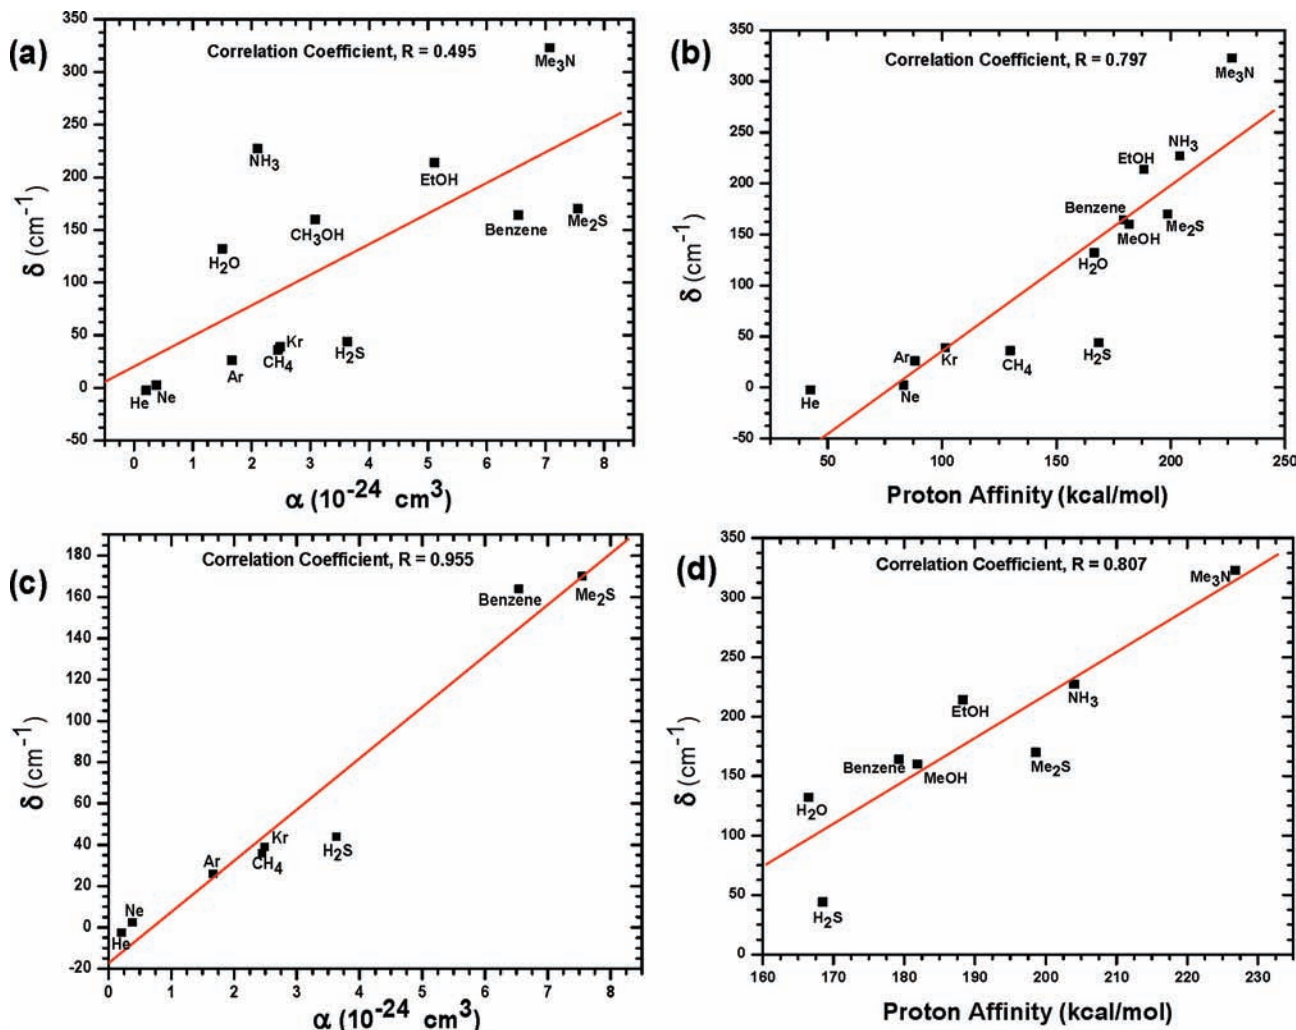 (a)
Correlation Coefficient, R = 0.495
350
300
250
200
150
100
50
0
-50
δ (cm⁻¹)
Me₃N
NH₃
EtOH
CH₃OH
Benzene
Me₂S
H₂O
Kr
CH₄
H₂S
Ar
He
Ne
0 1 2 3 4 5 6 7 8
α (10⁻²⁴ cm³)
(b)
Correlation Coefficient, R = 0.797
350
300
250
200
150
100
50
0
-50
δ (cm⁻¹)
Me₃N
NH₃
EtOH
Benzene
Me₂S
MeOH
H₂O
Ar
Kr
CH₄
H₂S
He
Ne
50 100 150 200 250
Proton Affinity (kcal/mol)
(c)
Correlation Coefficient, R = 0.955
180
160
140
120
100
80
60
40
20
0
-20
δ (cm⁻¹)
Benzene
Me₂S
Kr
Ar
CH₄
H₂S
Ne
He
0 1 2 3 4 5 6 7 8
α (10⁻²⁴ cm³)
(d)
Correlation Coefficient, R = 0.807
350
300
250
200
150
100
50
0
δ (cm⁻¹)
Me₃N
NH₃
EtOH
Benzene
MeOH
Me₂S
H₂O
H₂S
160 170 180 190 200 210 220 230
Proton Affinity (kcal/mol)